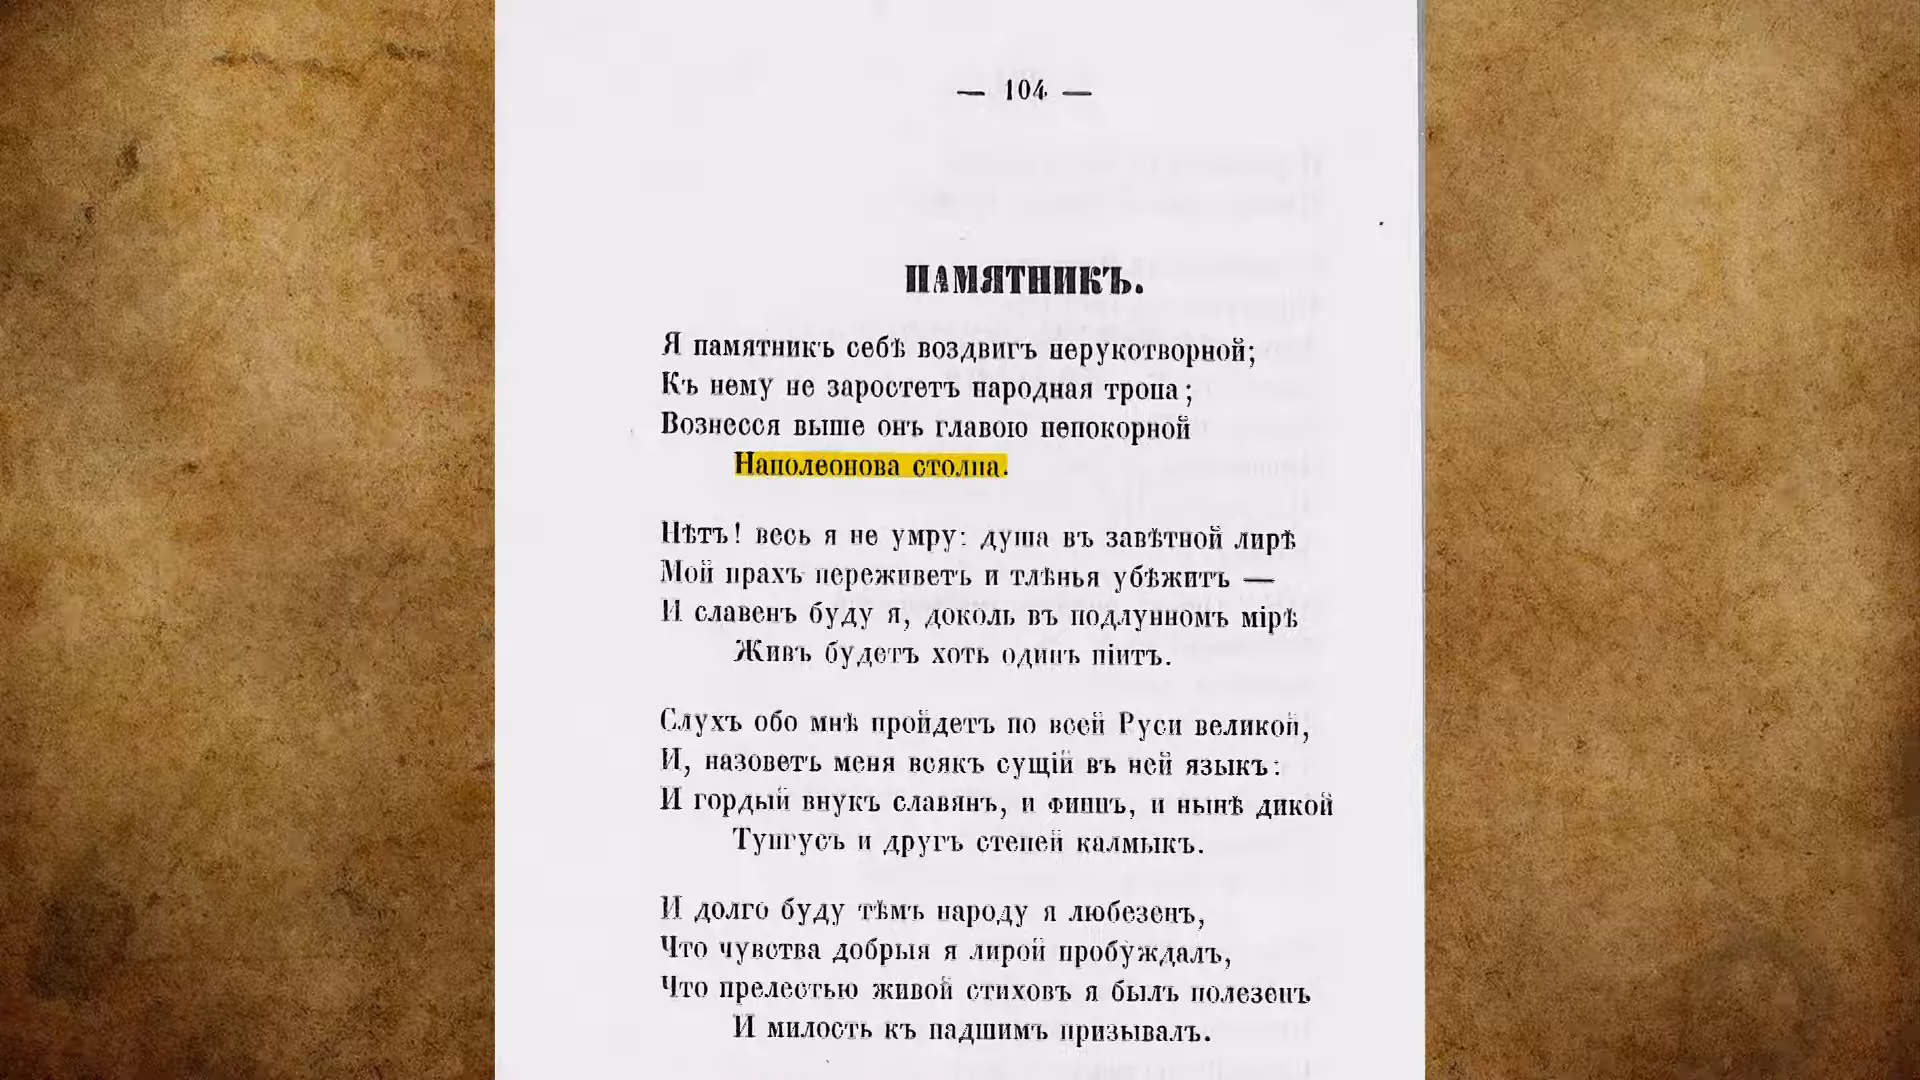 — 104 —
ПАМЯТНИКЪ.
Я памятникъ себѣ воздвигъ нерукотворной;
Къ нему не заростетъ народная тропа;
Вознесся выше онъ главою непокорной
Наполеонова столпа.
Нѣтъ! весь я не умру: душа въ завѣтной лирѣ
Мой прахъ переживетъ и тлѣнья убѣжитъ —
И славенъ буду я, доколь въ подлунномъ мірѣ
Живъ будетъ хоть одинъ піитъ.
Слухъ обо мнѣ пройдетъ по всей Руси великой,
И, назоветъ меня всякъ сущій въ ней языкъ:
И гордый внукъ славянъ, и финнъ, и нынѣ дикой
Тунгусъ и другъ степей калмыкъ.
И долго буду тѣмъ народу я любезенъ,
Что чувства добрыя я лирой пробуждалъ,
Что прелестью живой стиховъ я былъ полезенъ
И милость къ падшимъ призывалъ.